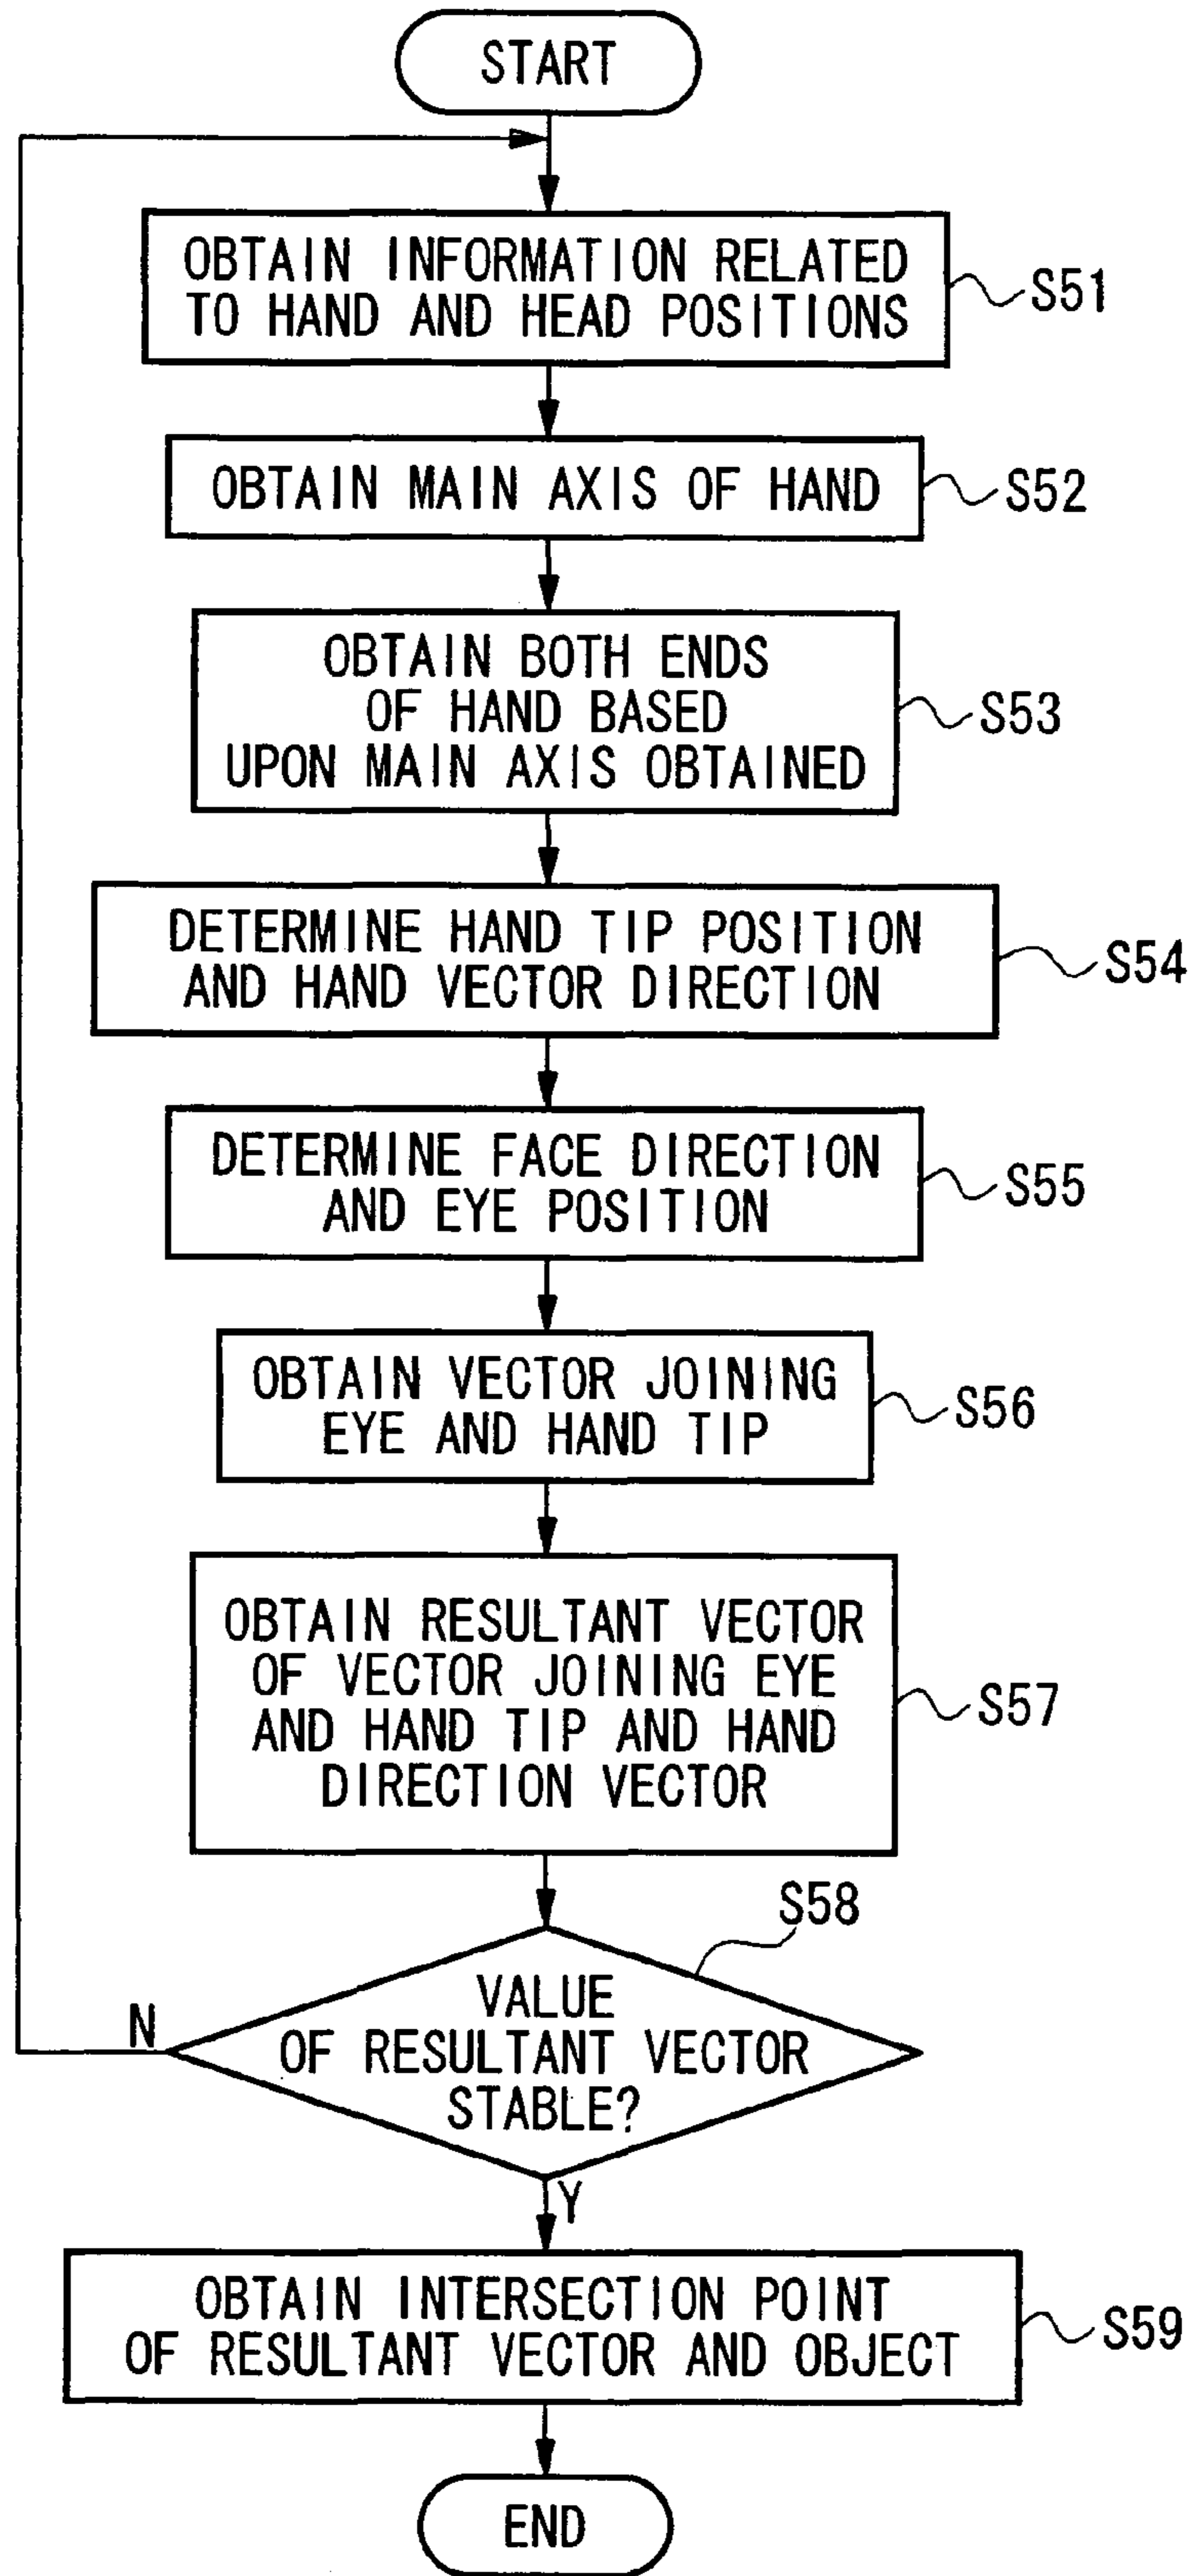 START
OBTAIN INFORMATION RELATED
TO HAND AND HEAD POSITIONS
S51
OBTAIN MAIN AXIS OF HAND
S52
OBTAIN BOTH ENDS
OF HAND BASED
UPON MAIN AXIS OBTAINED
S53
DETERMINE HAND TIP POSITION
AND HAND VECTOR DIRECTION
S54
DETERMINE FACE DIRECTION
AND EYE POSITION
S55
OBTAIN VECTOR JOINING
EYE AND HAND TIP
S56
OBTAIN RESULTANT VECTOR
OF VECTOR JOINING EYE
AND HAND TIP AND HAND
DIRECTION VECTOR
S57
S58
VALUE
OF RESULTANT VECTOR
STABLE?
N
Y
OBTAIN INTERSECTION POINT
OF RESULTANT VECTOR AND OBJECT
S59
END